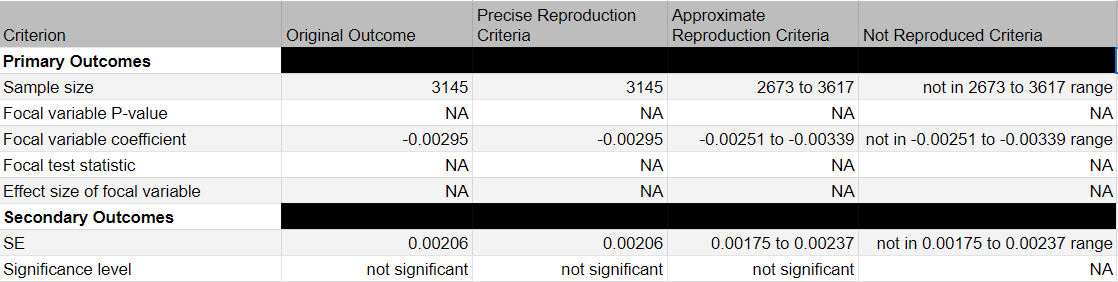 Criterion Original Outcome Precise Reproduction Criteria Approximate Reproduction Criteria Not Reproduced Criteria
Primary Outcomes
Sample size 3145 3145 2673 to 3617 not in 2673 to 3617 range
Focal variable P-value NA NA NA NA
Focal variable coefficient -0.00295 -0.00295 -0.00251 to -0.00339 not in -0.00251 to -0.00339 range
Focal test statistic NA NA NA NA
Effect size of focal variable NA NA NA NA
Secondary Outcomes
SE 0.00206 0.00206 0.00175 to 0.00237 not in 0.00175 to 0.00237 range
Significance level not significant not significant not significant NA